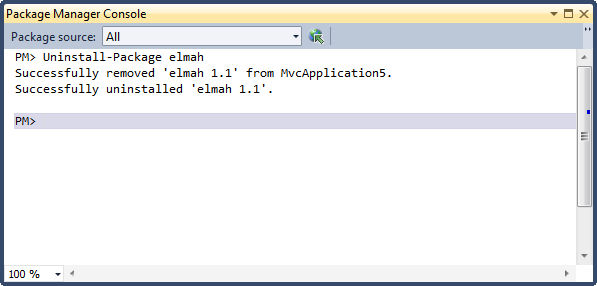 Package Manager Console
Package source: All
PM> Uninstall-Package elmah
Successfully removed 'elmah 1.1' from MvcApplication5.
Successfully uninstalled 'elmah 1.1'.
PM>
100 %